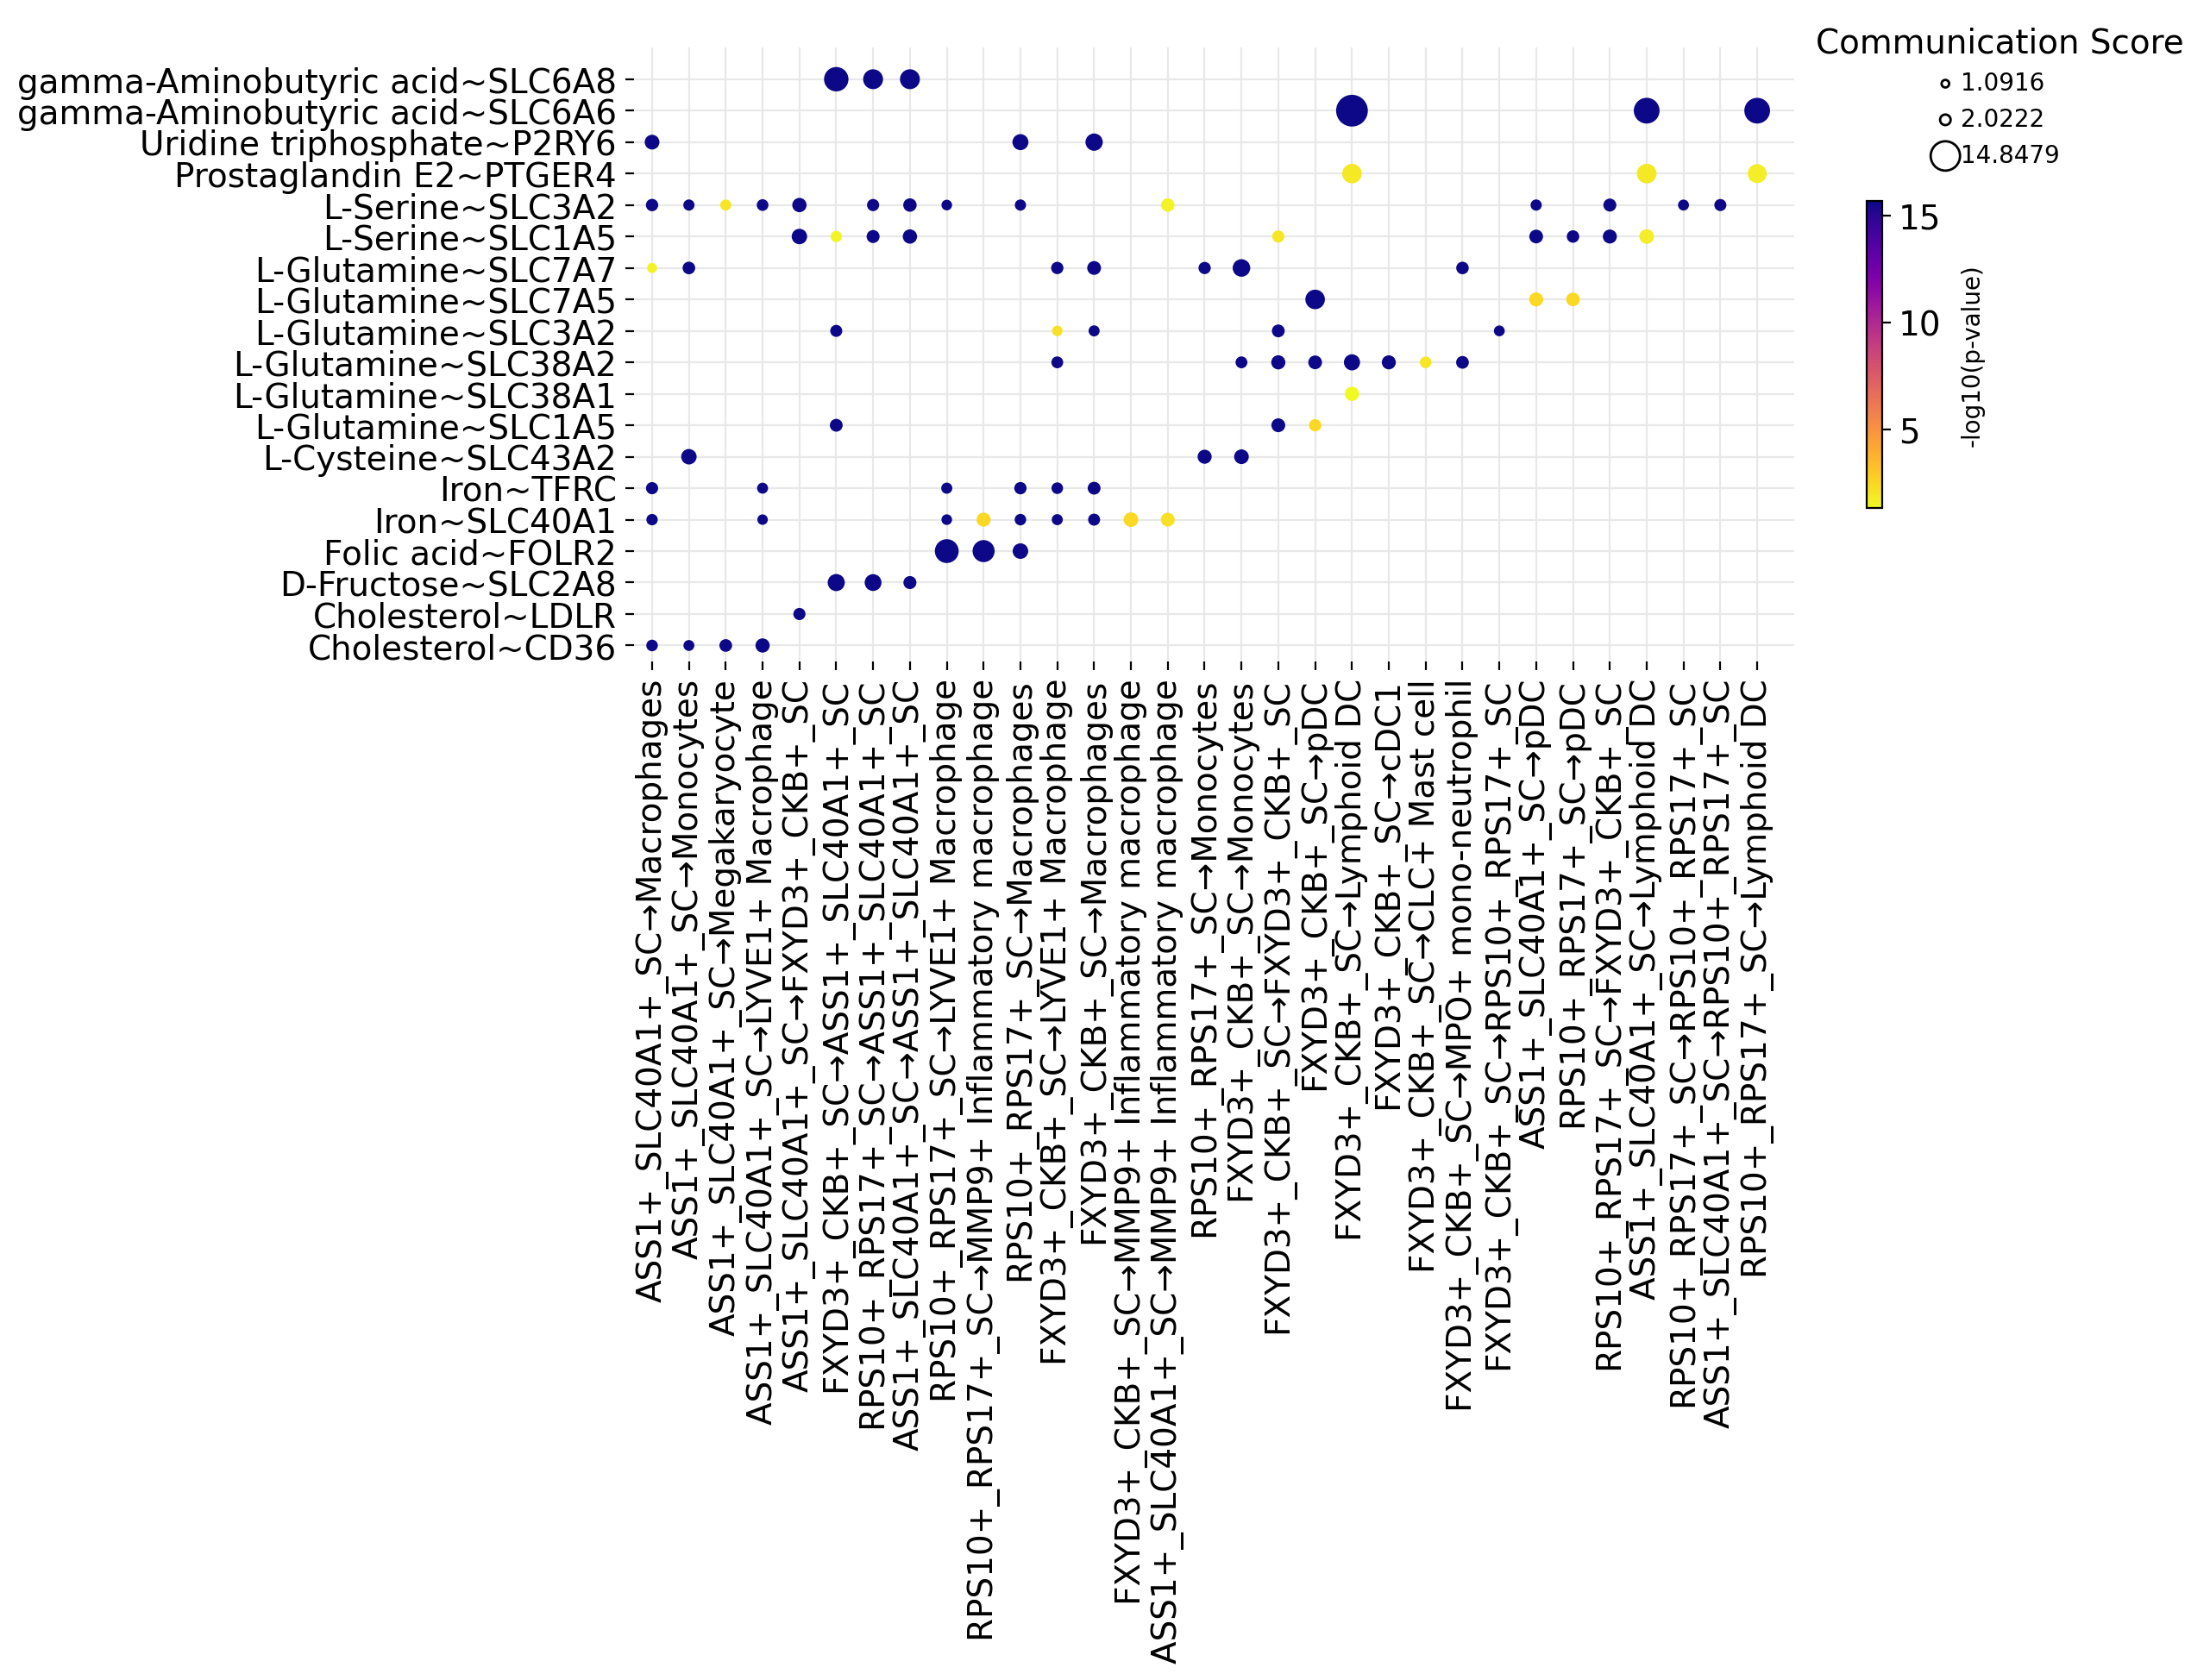 Communication Score
1.0916
2.0222
14.8479
gamma-Aminobutyric acid~SLC6A8
gamma-Aminobutyric acid~SLC6A6
Uridine triphosphate~P2RY6
Prostaglandin E2~PTGER4
L-Serine~SLC3A2
L-Serine~SLC1A5
L-Glutamine~SLC7A7
L-Glutamine~SLC7A5
L-Glutamine~SLC3A2
L-Glutamine~SLC38A2
L-Glutamine~SLC38A1
L-Glutamine~SLC1A5
L-Cysteine~SLC43A2
Iron~TFRC
Iron~SLC40A1
Folic acid~FOLR2
D-Fructose~SLC2A8
Cholesterol~LDLR
Cholesterol~CD36
15
10
5
-log10(p-value)
ASS1+_SLC40A1+_SC→Macrophages
ASS1+_SLC40A1+_SC→Monocytes
ASS1+_SLC40A1+_SC→Megakaryocyte
ASS1+_SLC40A1+_SC→LYVE1+ Macrophage
ASS1+_SLC40A1+_SC→FXYD3+_CKB+_SC
FXYD3+_CKB+_SC→ASS1+_SLC40A1+_SC
RPS10+_RPS17+_SC→ASS1+_SLC40A1+_SC
ASS1+_SLC40A1+_SC→ASS1+_SLC40A1+_SC
RPS10+_RPS17+_SC→LYVE1+ Macrophage
RPS10+_RPS17+_SC→MMP9+ Inflammatory macrophage
RPS10+_RPS17+_SC→Macrophages
FXYD3+_CKB+_SC→LYVE1+ Macrophage
FXYD3+_CKB+_SC→Macrophages
FXYD3+_CKB+_SC→MMP9+ Inflammatory macrophage
ASS1+_SLC40A1+_SC→MMP9+ Inflammatory macrophage
RPS10+_RPS17+_SC→Monocytes
FXYD3+_CKB+_SC→Monocytes
FXYD3+_CKB+_SC→FXYD3+_CKB+_SC
FXYD3+_CKB+_SC→pDC
FXYD3+_CKB+_SC→Lymphoid DC
FXYD3+_CKB+_SC→cDC1
FXYD3+_CKB+_SC→CLC+ Mast cell
FXYD3+_CKB+_SC→MPO+ mono-neutrophil
FXYD3+_CKB+_SC→RPS10+_RPS17+_SC
ASS1+_SLC40A1+_SC→pDC
RPS10+_RPS17+_SC→pDC
RPS10+_RPS17+_SC→FXYD3+_CKB+_SC
ASS1+_SLC40A1+_SC→Lymphoid DC
RPS10+_RPS17+_SC→RPS10+_RPS17+_SC
ASS1+_SLC40A1+_SC→RPS10+_RPS17+_SC
RPS10+_RPS17+_SC→Lymphoid DC